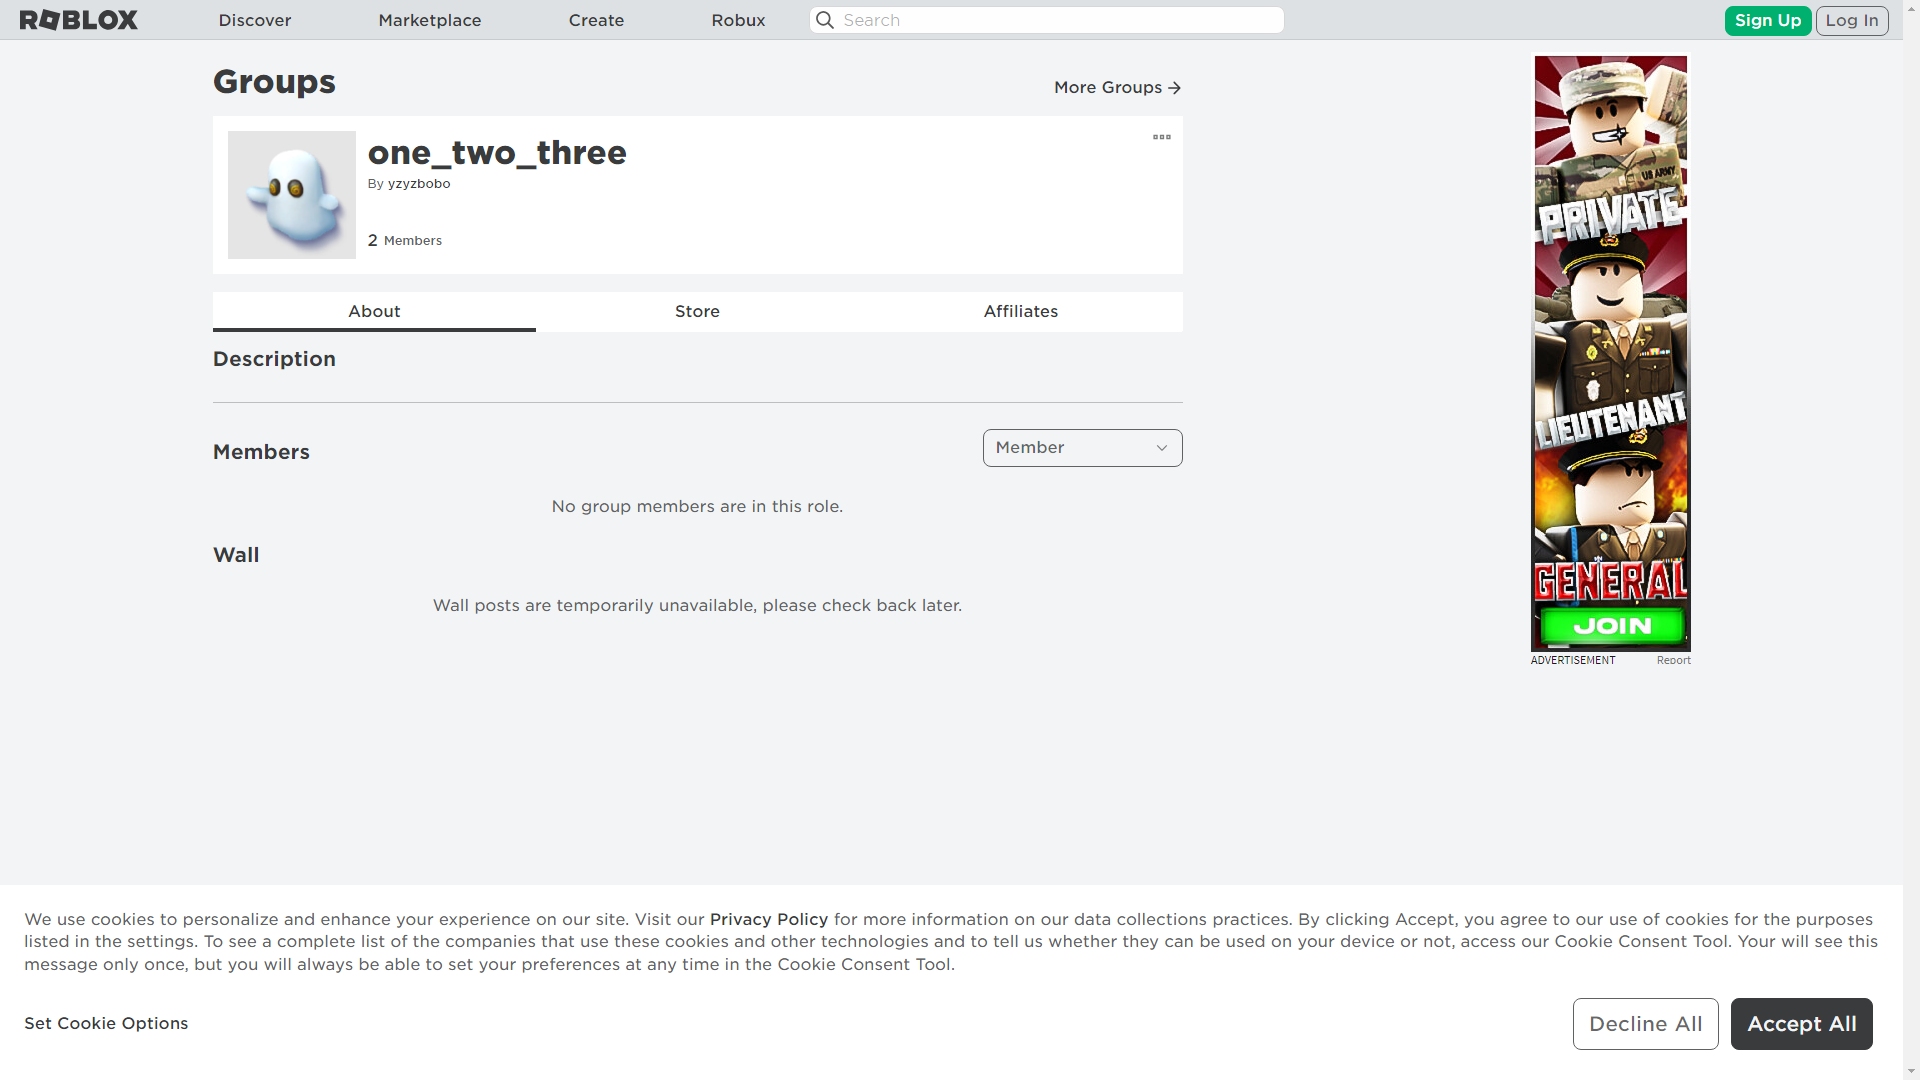 ROBLOX
Discover
Marketplace
Create
Robux
Search
Sign Up
Log In
Groups
More Groups
one_two_three
By yzyzbobo
2 Members
About
Store
Affiliates
Description
Members
Member
No group members are in this role.
Wall
Wall posts are temporarily unavailable, please check back later.
US ARMY
PRIVATE
LIEUTENANT
GENERAL
JOIN
ADVERTISEMENT
Report
We use cookies to personalize and enhance your experience on our site. Visit our Privacy Policy for more information on our data collections practices. By clicking Accept, you agree to our use of cookies for the purposes
listed in the settings. To see a complete list of the companies that use these cookies and other technologies and to tell us whether they can be used on your device or not, access our Cookie Consent Tool. Your will see this
message only once, but you will always be able to set your preferences at any time in the Cookie Consent Tool.
Set Cookie Options
Decline All
Accept All